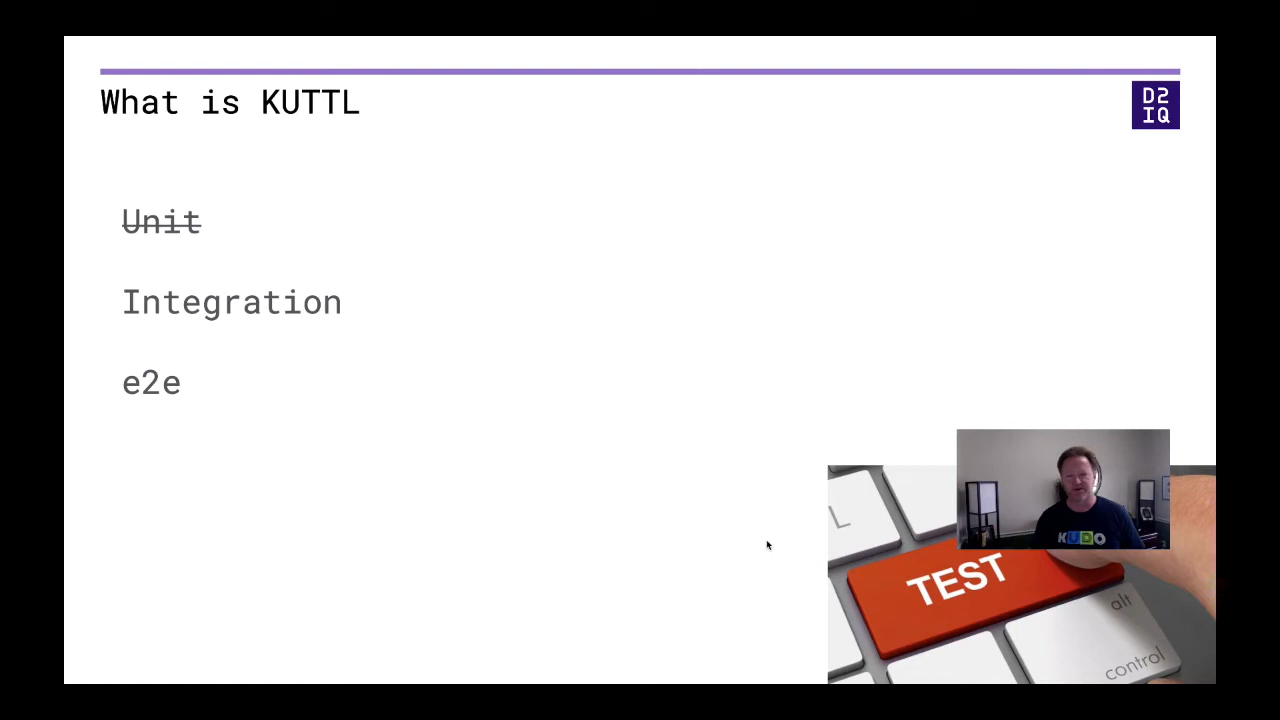 What is KUTTL
D2
IQ
~~Unit~~
Integration
e2e
KUDO
L
TEST
alt
control